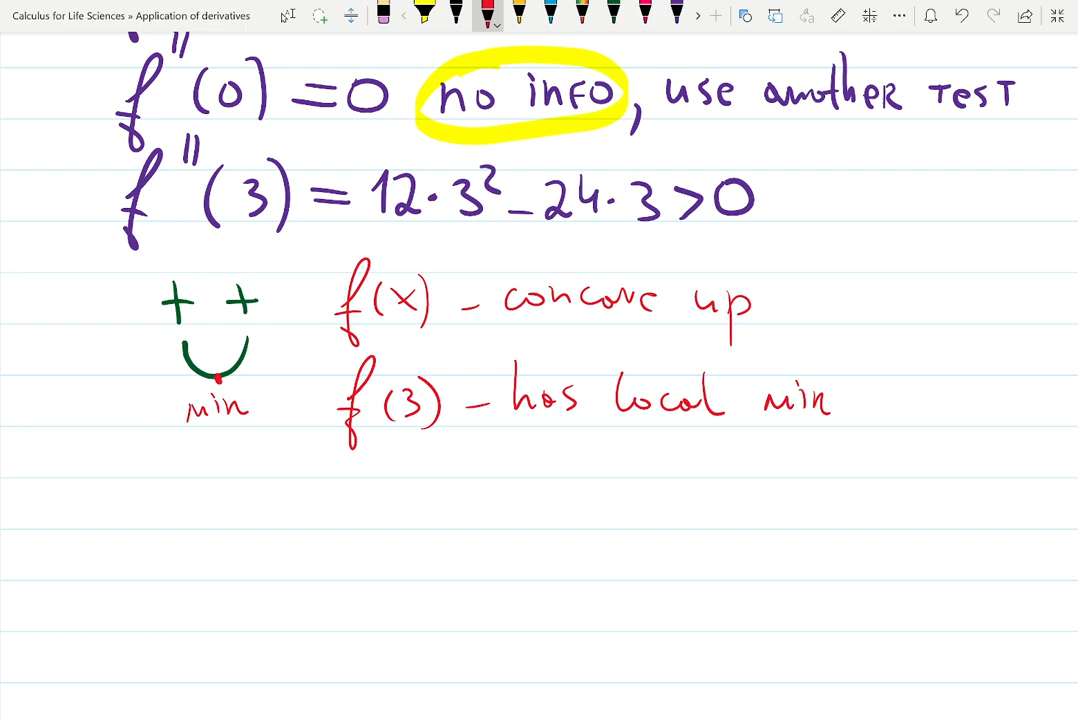 Calculus for Life Sciences » Application of derivatives
f''(0) = 0 no info, use another TEST
f''(3) = 12·3² - 24·3 > 0
+ + f(x) - concave up
f(3) - has local min
min